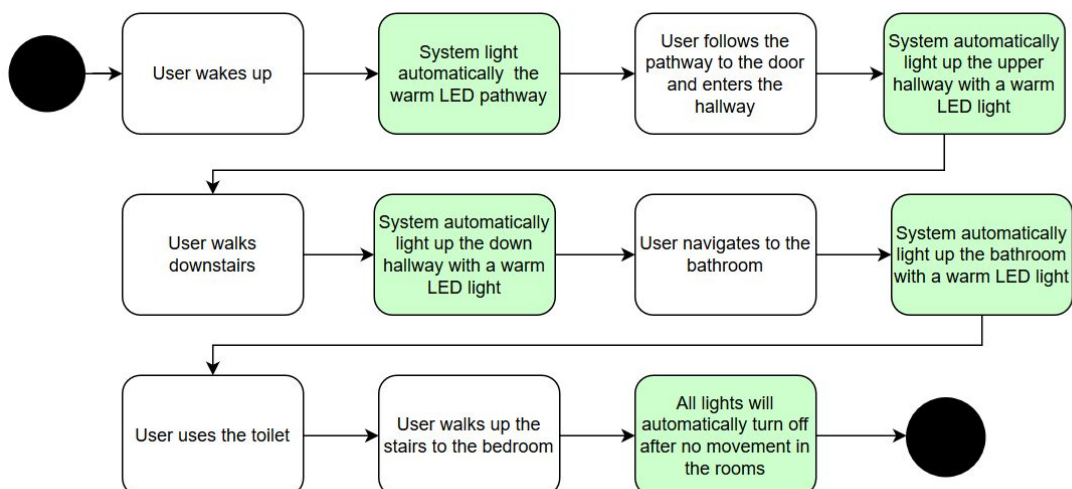 User wakes up
System light
automatically the
warm LED pathway
User follows the
pathway to the door
and enters the
hallway
System automatically
light up the upper
hallway with a warm
LED light
User walks
downstairs
System automatically
light up the down
hallway with a warm
LED light
User navigates to the
bathroom
System automatically
light up the bathroom
with a warm LED light
User uses the toilet
User walks up the
stairs to the bedroom
All lights will
automatically turn off
after no movement in
the rooms